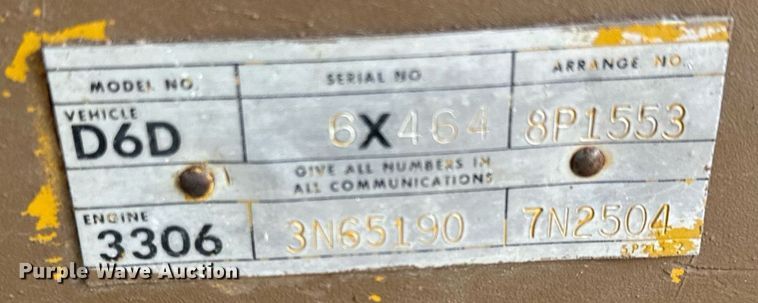 MODEL NO. SERIAL NO ARRANGE NO.
VEHICLE
D6D 6X464 8P1553
GIVE ALL NUMBERS IN
ALL COMMUNICATIONS
ENGINE
3306 3N65190 7N2504
Purple Wave Auction